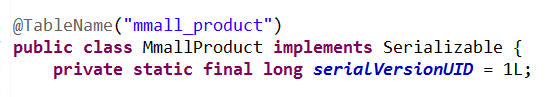 @TableName("mmall_product")
public class MmallProduct implements Serializable {
    private static final long serialVersionUID = 1L;